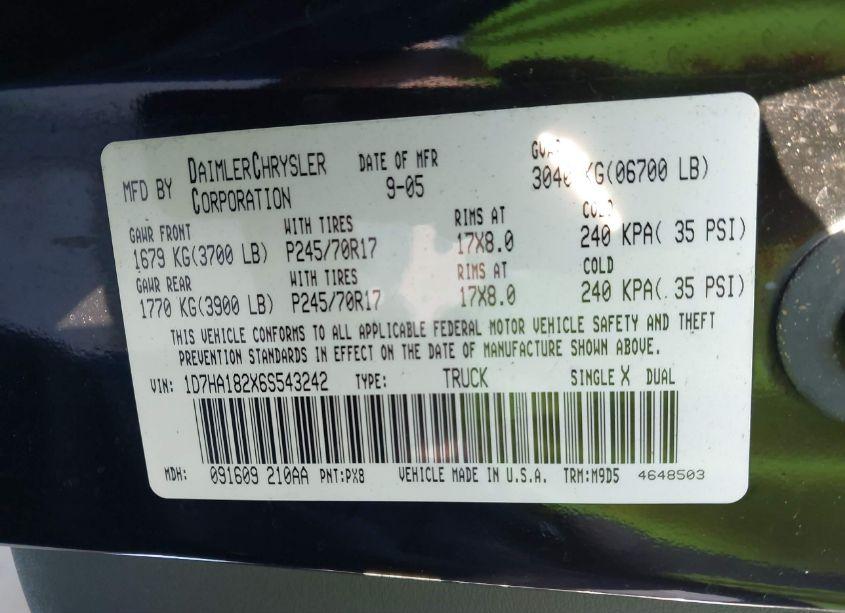 MFD BY DAIMLERCHRYSLER CORPORATION DATE OF MFR 9-05 3040 KG(06700 LB)
GAWR FRONT WITH TIRES RIMS AT COLD
1679 KG(3700 LB) P245/70R17 17X8.0 240 KPA( 35 PSI)
GAWR REAR WITH TIRES RIMS AT COLD
1770 KG(3900 LB) P245/70R17 17X8.0 240 KPA( 35 PSI)
THIS VEHICLE CONFORMS TO ALL APPLICABLE FEDERAL MOTOR VEHICLE SAFETY AND THEFT
PREVENTION STANDARDS IN EFFECT ON THE DATE OF MANUFACTURE SHOWN ABOVE.
VIN: 1D7HA182X6S543242 TYPE: TRUCK SINGLE X DUAL
MDH: 091609 210AA PNT:PX8 VEHICLE MADE IN U.S.A. TRM:M9D5 4648503